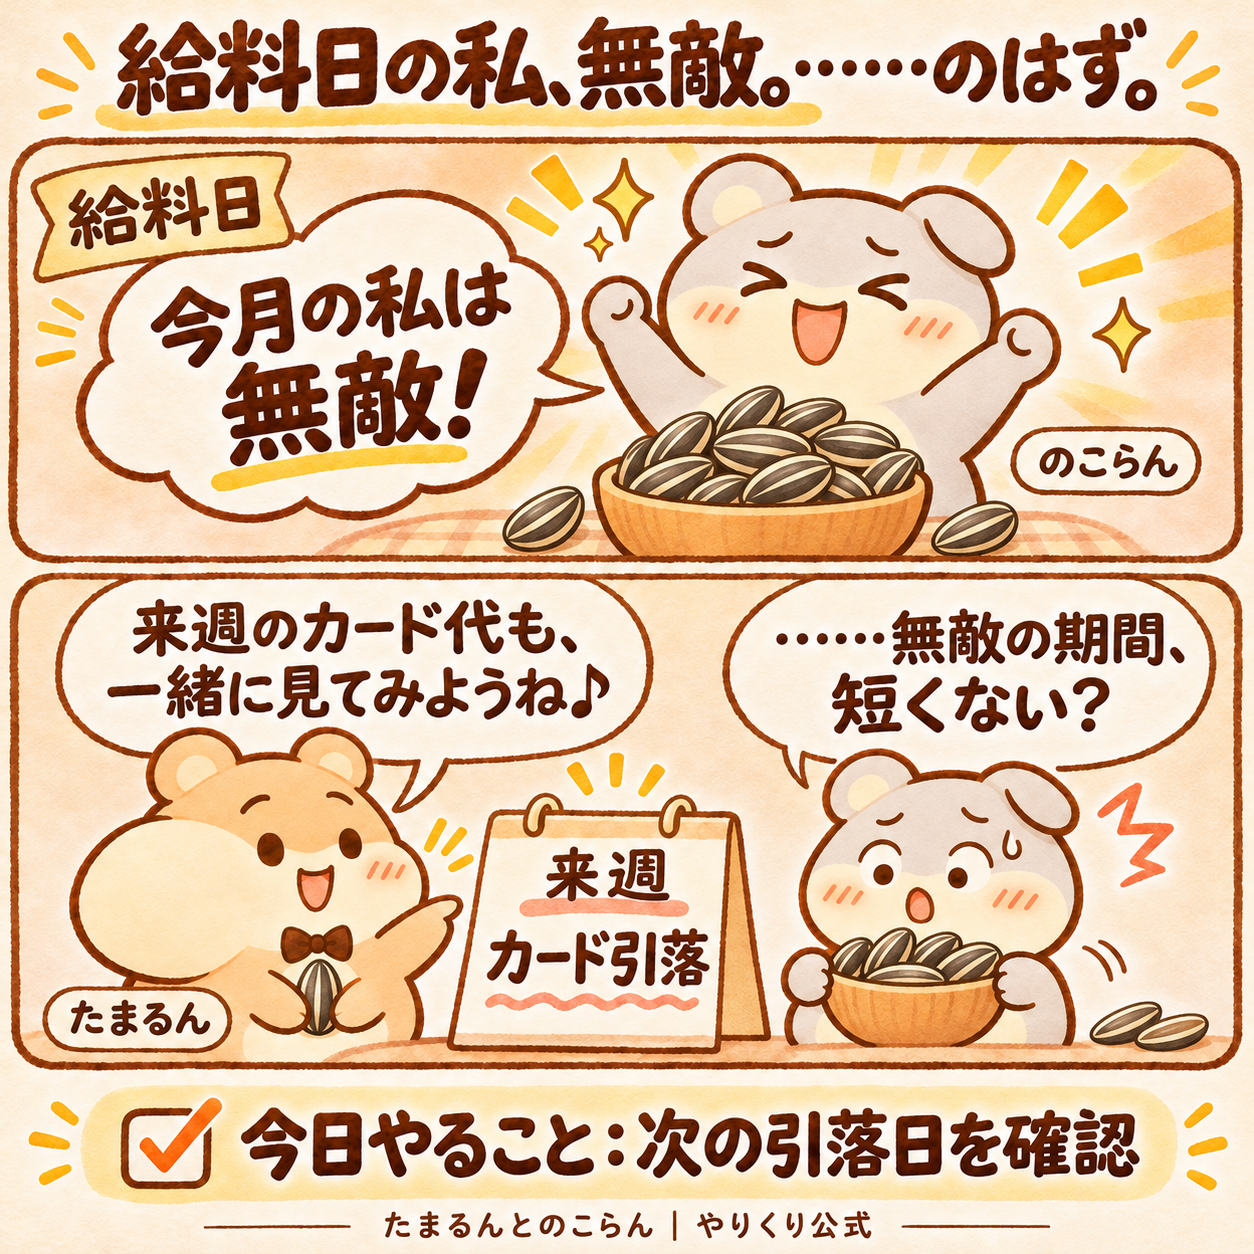 給料日の私、無敵。……のはず。
給料日
今月の私は
無敵!
のこらん
来週のカード代も、
一緒に見てみようね♪
……無敵の期間、
短くない?
来週
カード引落
たまるん
今日やること:次の引落日を確認
たまるんとのこらん | やりくり公式